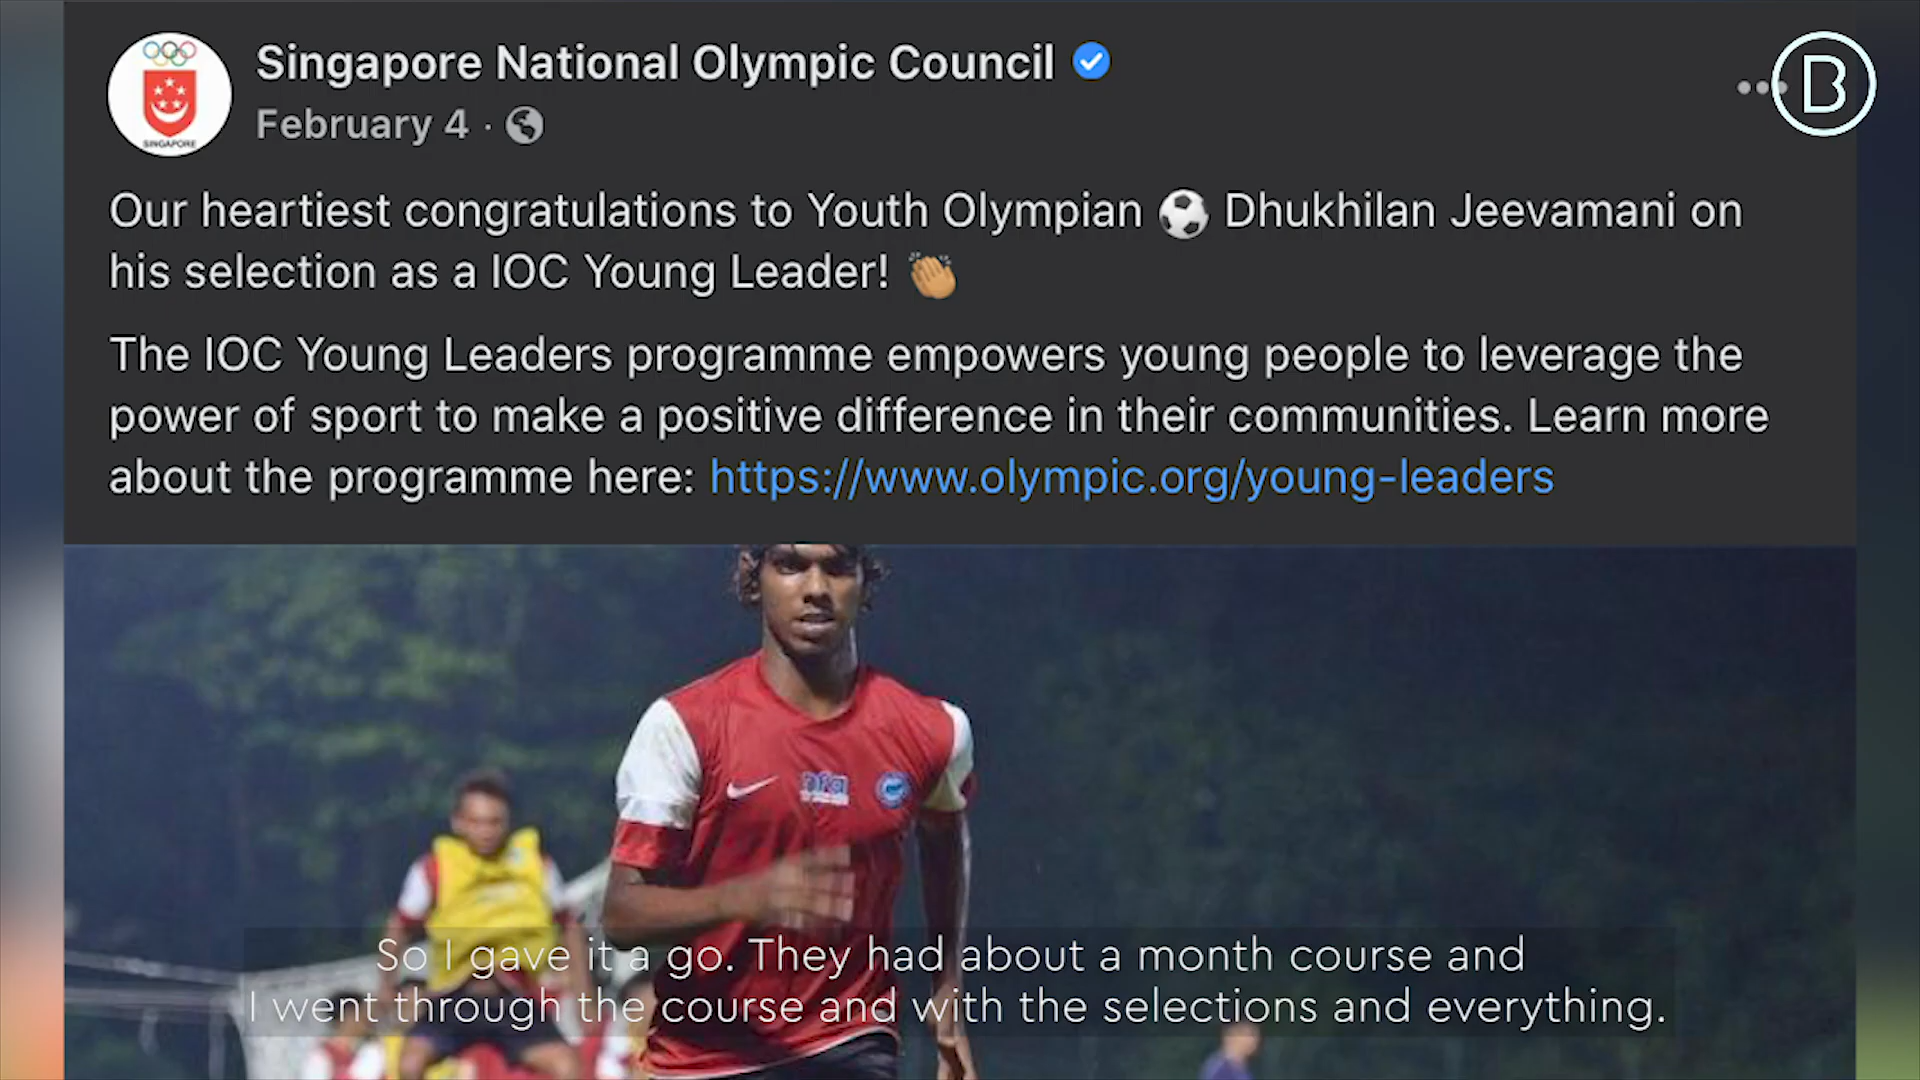 Singapore National Olympic Council
February 4 ·
SINGAPORE
B
Our heartiest congratulations to Youth Olympian ⚽ Dhukhilan Jeevamani on
his selection as a IOC Young Leader! 👏🏽
The IOC Young Leaders programme empowers young people to leverage the
power of sport to make a positive difference in their communities. Learn more
about the programme here: https://www.olympic.org/young-leaders
nfa
So I gave it a go. They had about a month course and
I went through the course and with the selections and everything.